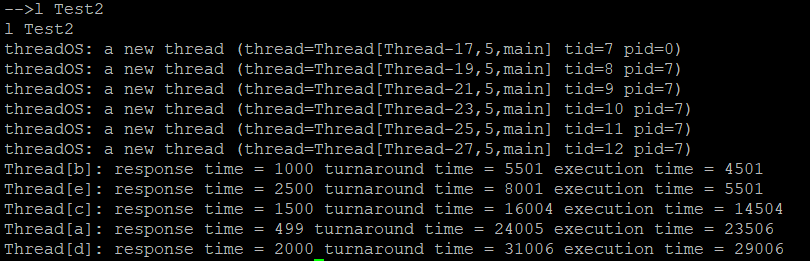 -->l Test2
l Test2
threadOS: a new thread (thread=Thread[Thread-17,5,main] tid=7 pid=0)
threadOS: a new thread (thread=Thread[Thread-19,5,main] tid=8 pid=7)
threadOS: a new thread (thread=Thread[Thread-21,5,main] tid=9 pid=7)
threadOS: a new thread (thread=Thread[Thread-23,5,main] tid=10 pid=7)
threadOS: a new thread (thread=Thread[Thread-25,5,main] tid=11 pid=7)
threadOS: a new thread (thread=Thread[Thread-27,5,main] tid=12 pid=7)
Thread[b]: response time = 1000 turnaround time = 5501 execution time = 4501
Thread[e]: response time = 2500 turnaround time = 8001 execution time = 5501
Thread[c]: response time = 1500 turnaround time = 16004 execution time = 14504
Thread[a]: response time = 499 turnaround time = 24005 execution time = 23506
Thread[d]: response time = 2000 turnaround time = 31006 execution time = 29006